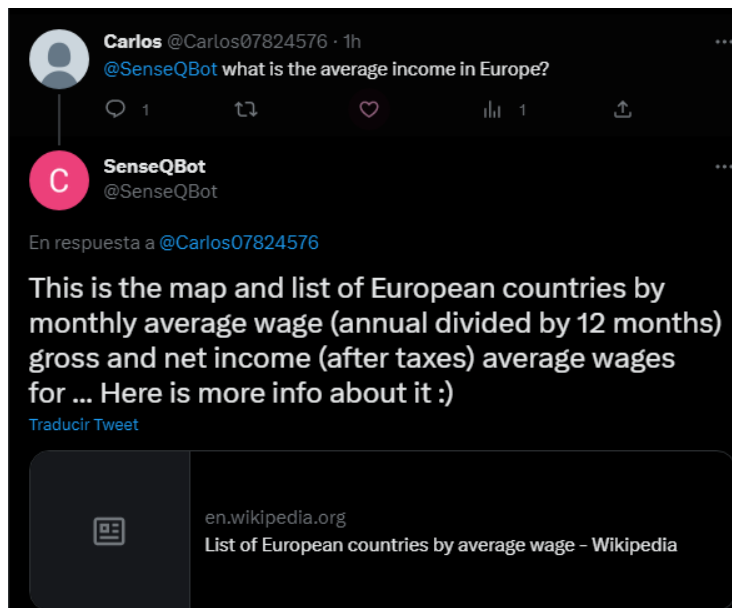 Carlos @Carlos07824576 · 1h
@SenseQBot what is the average income in Europe?
1 1
C
SenseQBot
@SenseQBot
En respuesta a @Carlos07824576
This is the map and list of European countries by
monthly average wage (annual divided by 12 months)
gross and net income (after taxes) average wages
for ... Here is more info about it :)
Traducir Tweet
en.wikipedia.org
List of European countries by average wage - Wikipedia